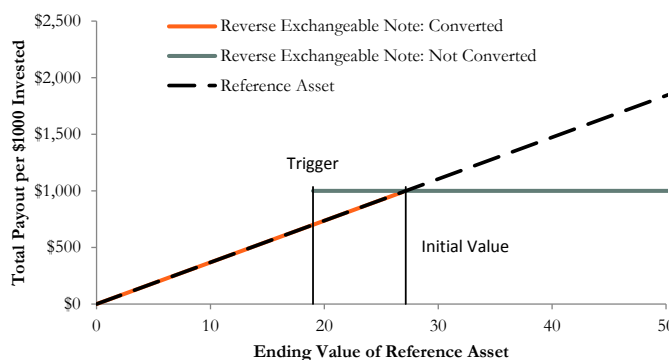 $2,500
$2,000
$1,500
$1,000
$500
$0
Total Payout per $1000 Invested
Reverse Exchangeable Note: Converted
Reverse Exchangeable Note: Not Converted
Reference Asset
Trigger
Initial Value
0 10 20 30 40 50
Ending Value of Reference Asset